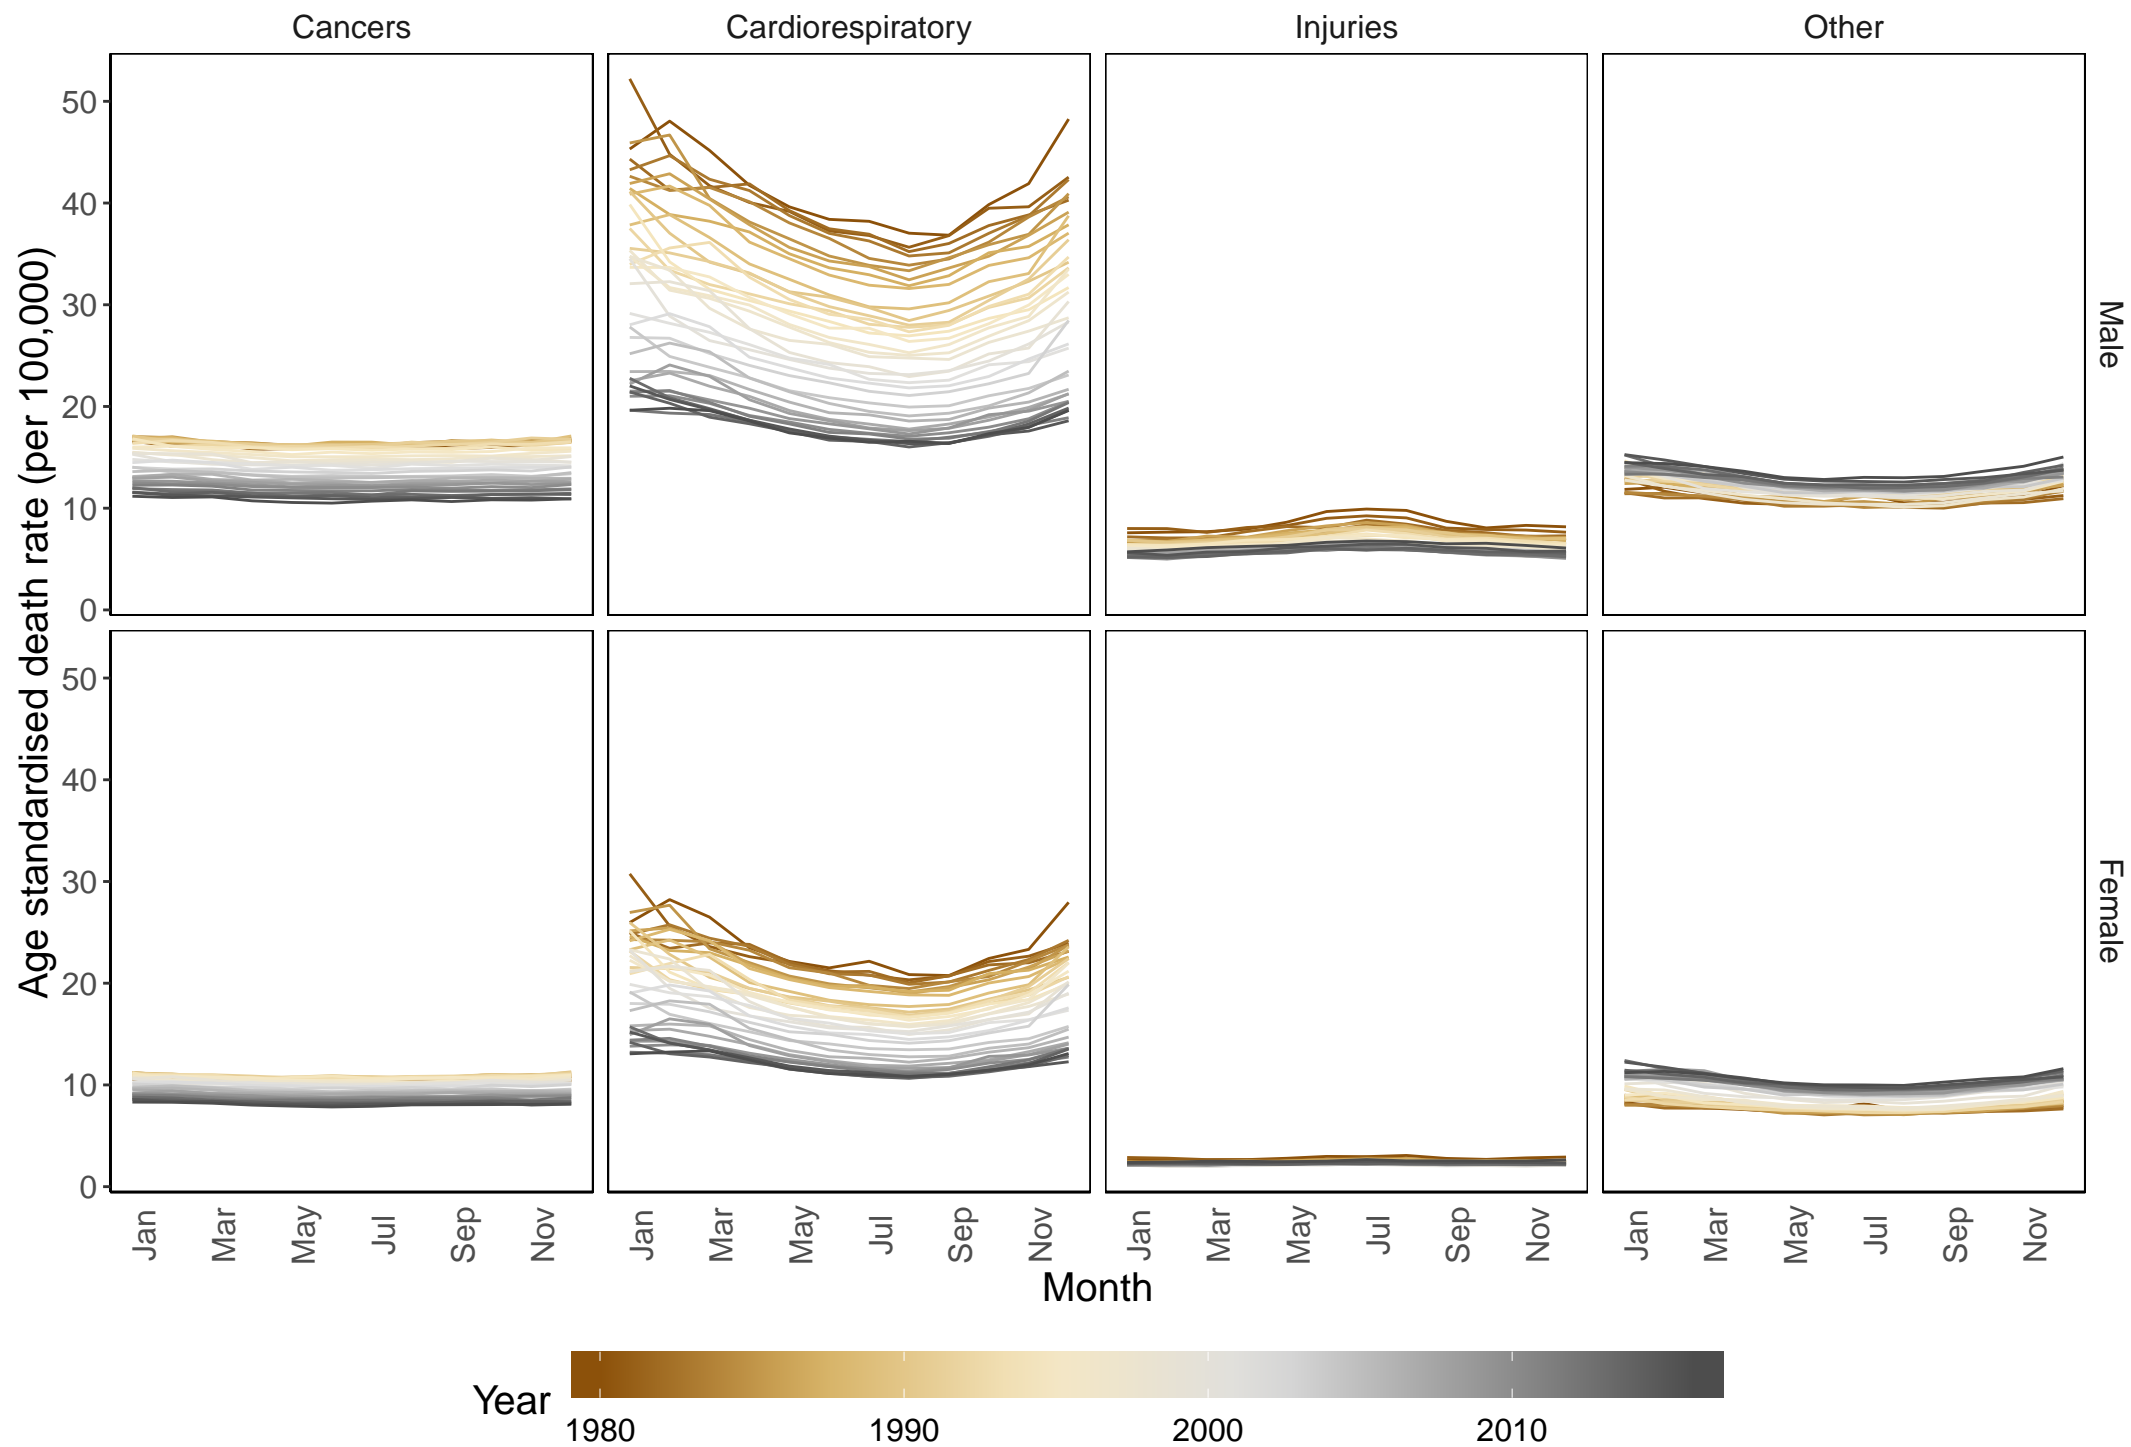 Cancers Cardiorespiratory Injuries Other
Age standardised death rate (per 100,000)
50
40
30
20
10
0
Male
50
40
30
20
10
0
Female
Jan Mar May Jul Sep Nov Jan Mar May Jul Sep Nov Jan Mar May Jul Sep Nov Jan Mar May Jul Sep Nov
Month
Year
1980 1990 2000 2010